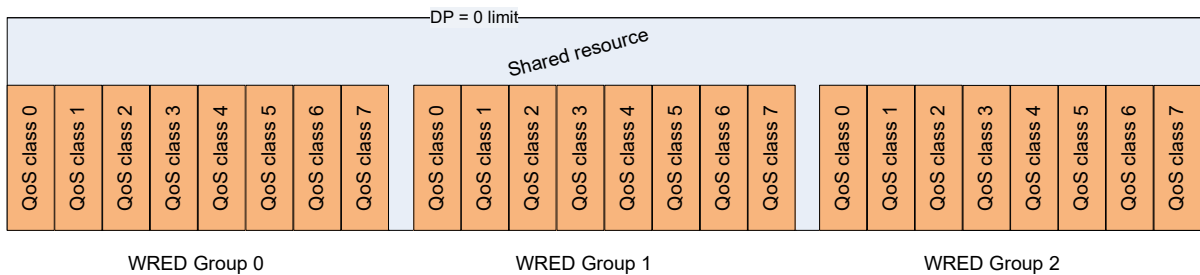 DP = 0 limit
Shared resource
QoS class 0
QoS class 1
QoS class 2
QoS class 3
QoS class 4
QoS class 5
QoS class 6
QoS class 7
QoS class 0
QoS class 1
QoS class 2
QoS class 3
QoS class 4
QoS class 5
QoS class 6
QoS class 7
QoS class 0
QoS class 1
QoS class 2
QoS class 3
QoS class 4
QoS class 5
QoS class 6
QoS class 7
WRED Group 0
WRED Group 1
WRED Group 2